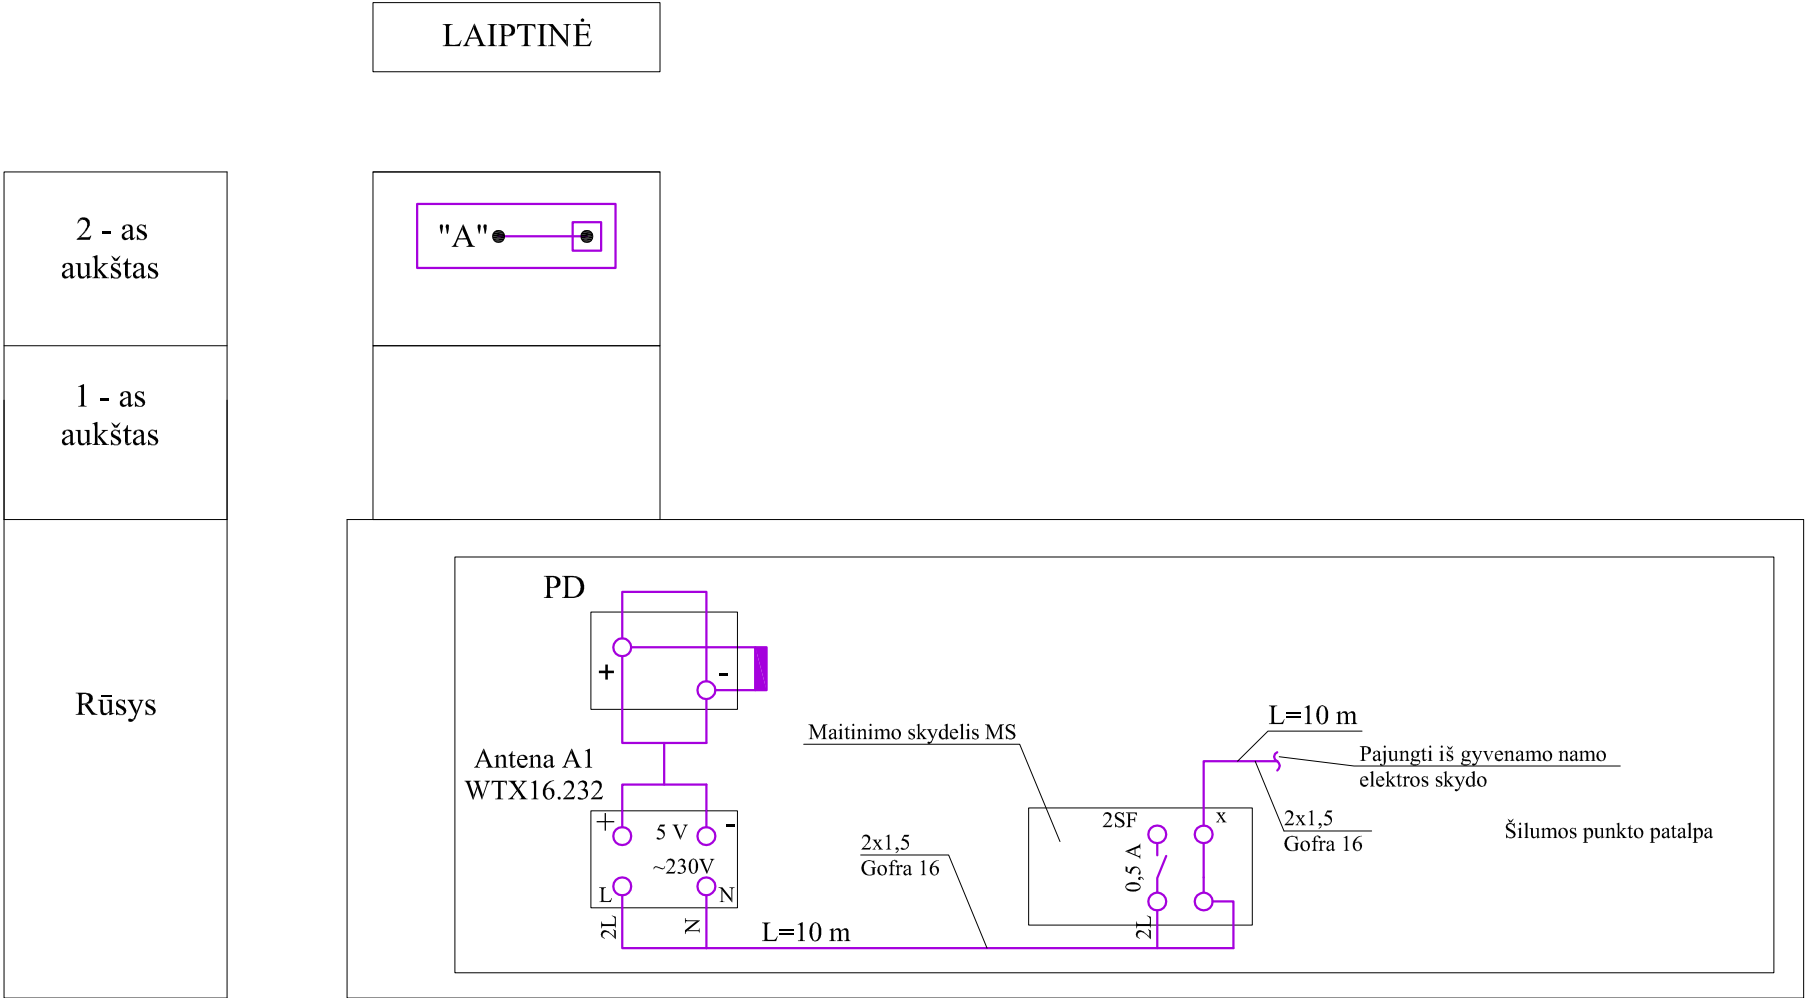 LAIPTINĖ
2 - as
aukštas
"A"
1 - as
aukštas
Rūsys
PD
+
-
Antena A1
WTX16.232
+
5 V
-
~230V
L
N
2L
N
L=10 m
2x1,5
Gofra 16
Maitinimo skydelis MS
2SF
x
0,5 A
2L
L=10 m
Pajungti iš gyvenamo namo
elektros skydo
2x1,5
Gofra 16
Šilumos punkto patalpa